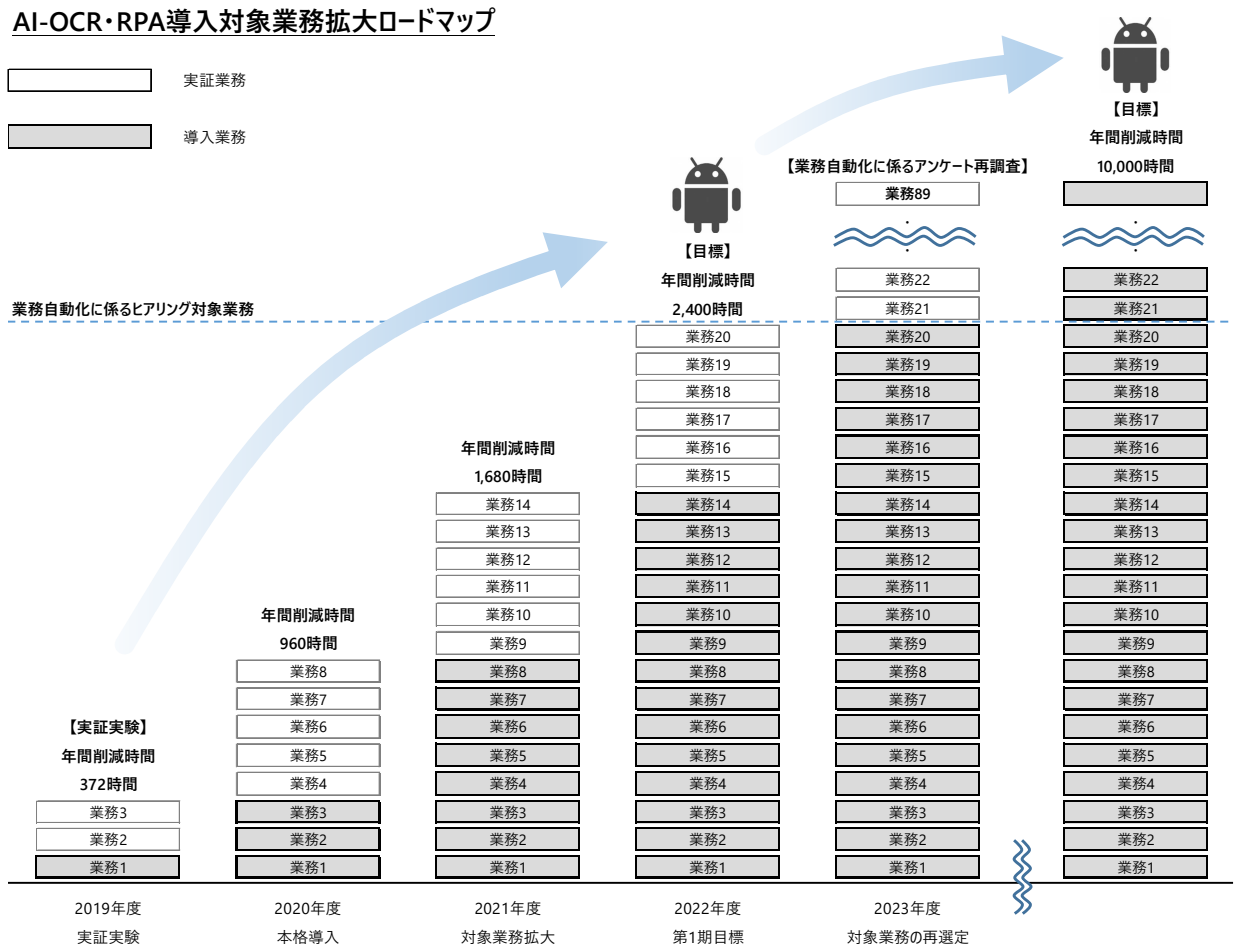 AI-OCR・RPA導入対象業務拡大ロードマップ
実証業務
導入業務
業務自動化に係るヒアリング対象業務
【実証実験】
年間削減時間
372時間
業務3
業務2
業務1
2019年度
実証実験
年間削減時間
960時間
業務8
業務7
業務6
業務5
業務4
業務3
業務2
業務1
2020年度
本格導入
年間削減時間
1,680時間
業務14
業務13
業務12
業務11
業務10
業務9
業務8
業務7
業務6
業務5
業務4
業務3
業務2
業務1
2021年度
対象業務拡大
【目標】
年間削減時間
2,400時間
業務20
業務19
業務18
業務17
業務16
業務15
業務14
業務13
業務12
業務11
業務10
業務9
業務8
業務7
業務6
業務5
業務4
業務3
業務2
業務1
2022年度
第1期目標
【業務自動化に係るアンケート再調査】
業務89
業務22
業務21
業務20
業務19
業務18
業務17
業務16
業務15
業務14
業務13
業務12
業務11
業務10
業務9
業務8
業務7
業務6
業務5
業務4
業務3
業務2
業務1
2023年度
対象業務の再選定
【目標】
年間削減時間
10,000時間
業務22
業務21
業務20
業務19
業務18
業務17
業務16
業務15
業務14
業務13
業務12
業務11
業務10
業務9
業務8
業務7
業務6
業務5
業務4
業務3
業務2
業務1